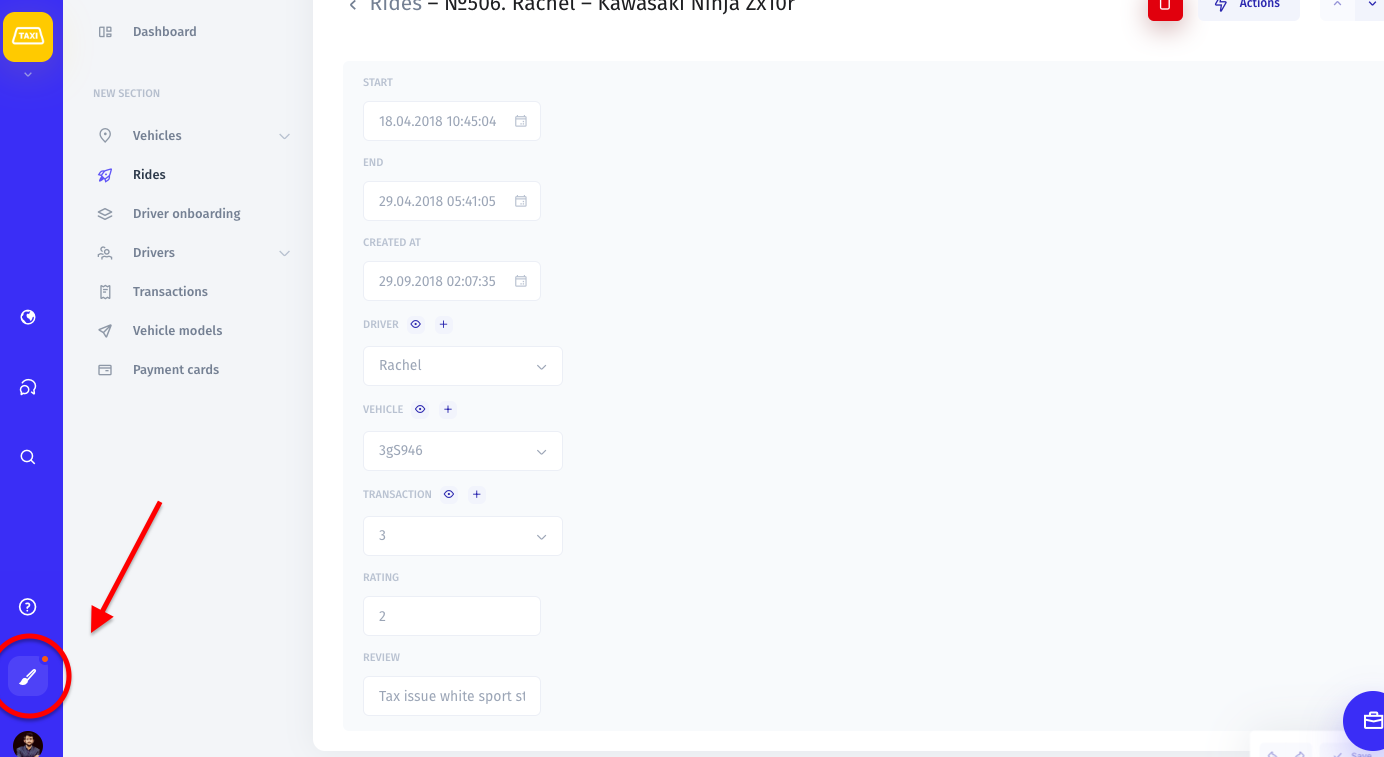 TAXI
Dashboard
NEW SECTION
Vehicles
Rides
Driver onboarding
Drivers
Transactions
Vehicle models
Payment cards
Rides – №506. Rachel – Kawasaki Ninja Zx10r
Actions
START
18.04.2018 10:45:04
END
29.04.2018 05:41:05
CREATED AT
29.09.2018 02:07:35
DRIVER
Rachel
VEHICLE
3gS946
TRANSACTION
3
RATING
2
REVIEW
Tax issue white sport st
Save